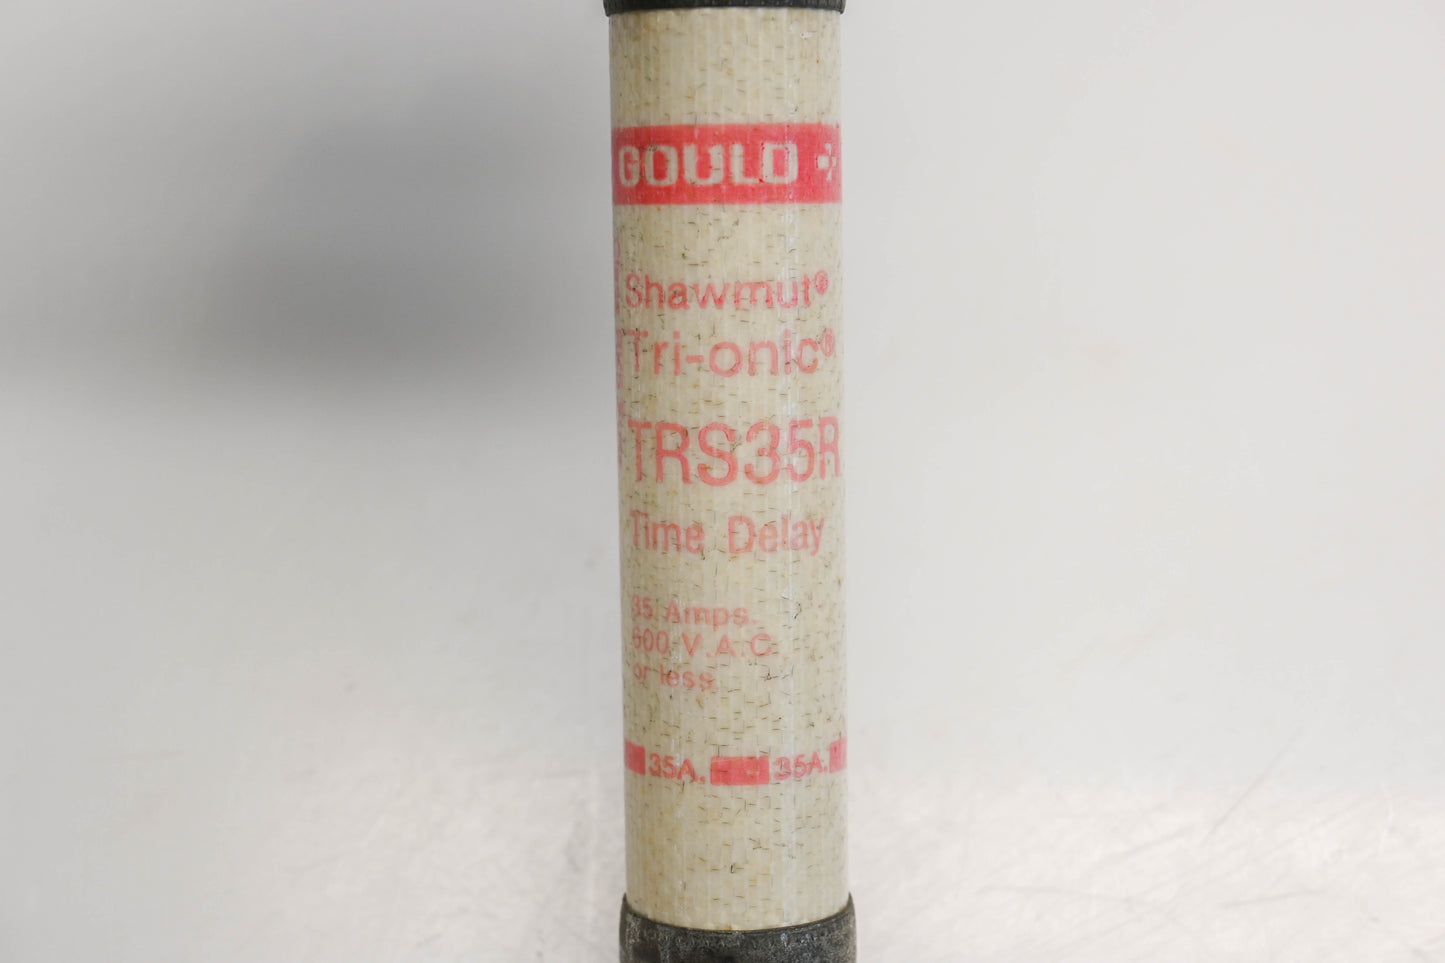 GOULD
Shawmut®
Tri-onic®
TRS35R
Time Delay
35 Amps.
600 V.A.C.
or less.
35A. 35A.